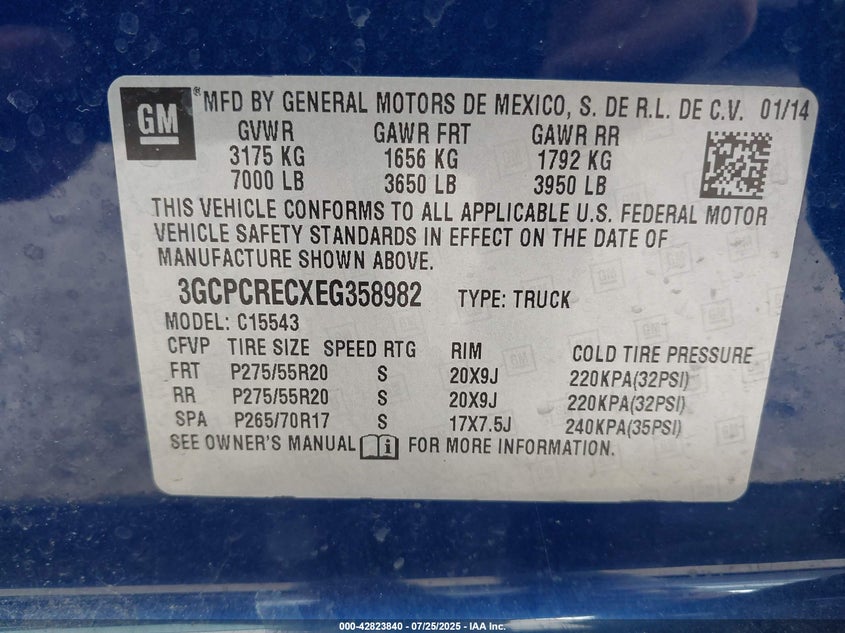 GM ® MFD BY GENERAL MOTORS DE MEXICO, S. DE R.L. DE C.V. 01/14
GVWR GAWR FRT GAWR RR
3175 KG 1656 KG 1792 KG
7000 LB 3650 LB 3950 LB
THIS VEHICLE CONFORMS TO ALL APPLICABLE U.S. FEDERAL MOTOR
VEHICLE SAFETY STANDARDS IN EFFECT ON THE DATE OF
MANUFACTURE SHOWN ABOVE.
3GCPCRECXEG358982 TYPE: TRUCK
MODEL: C15543
CFVP TIRE SIZE SPEED RTG RIM COLD TIRE PRESSURE
FRT P275/55R20 S 20X9J 220KPA(32PSI)
RR P275/55R20 S 20X9J 220KPA(32PSI)
SPA P265/70R17 S 17X7.5J 240KPA(35PSI)
SEE OWNER'S MANUAL i FOR MORE INFORMATION.
000-42823840 - 07/25/2025 - IAA Inc.